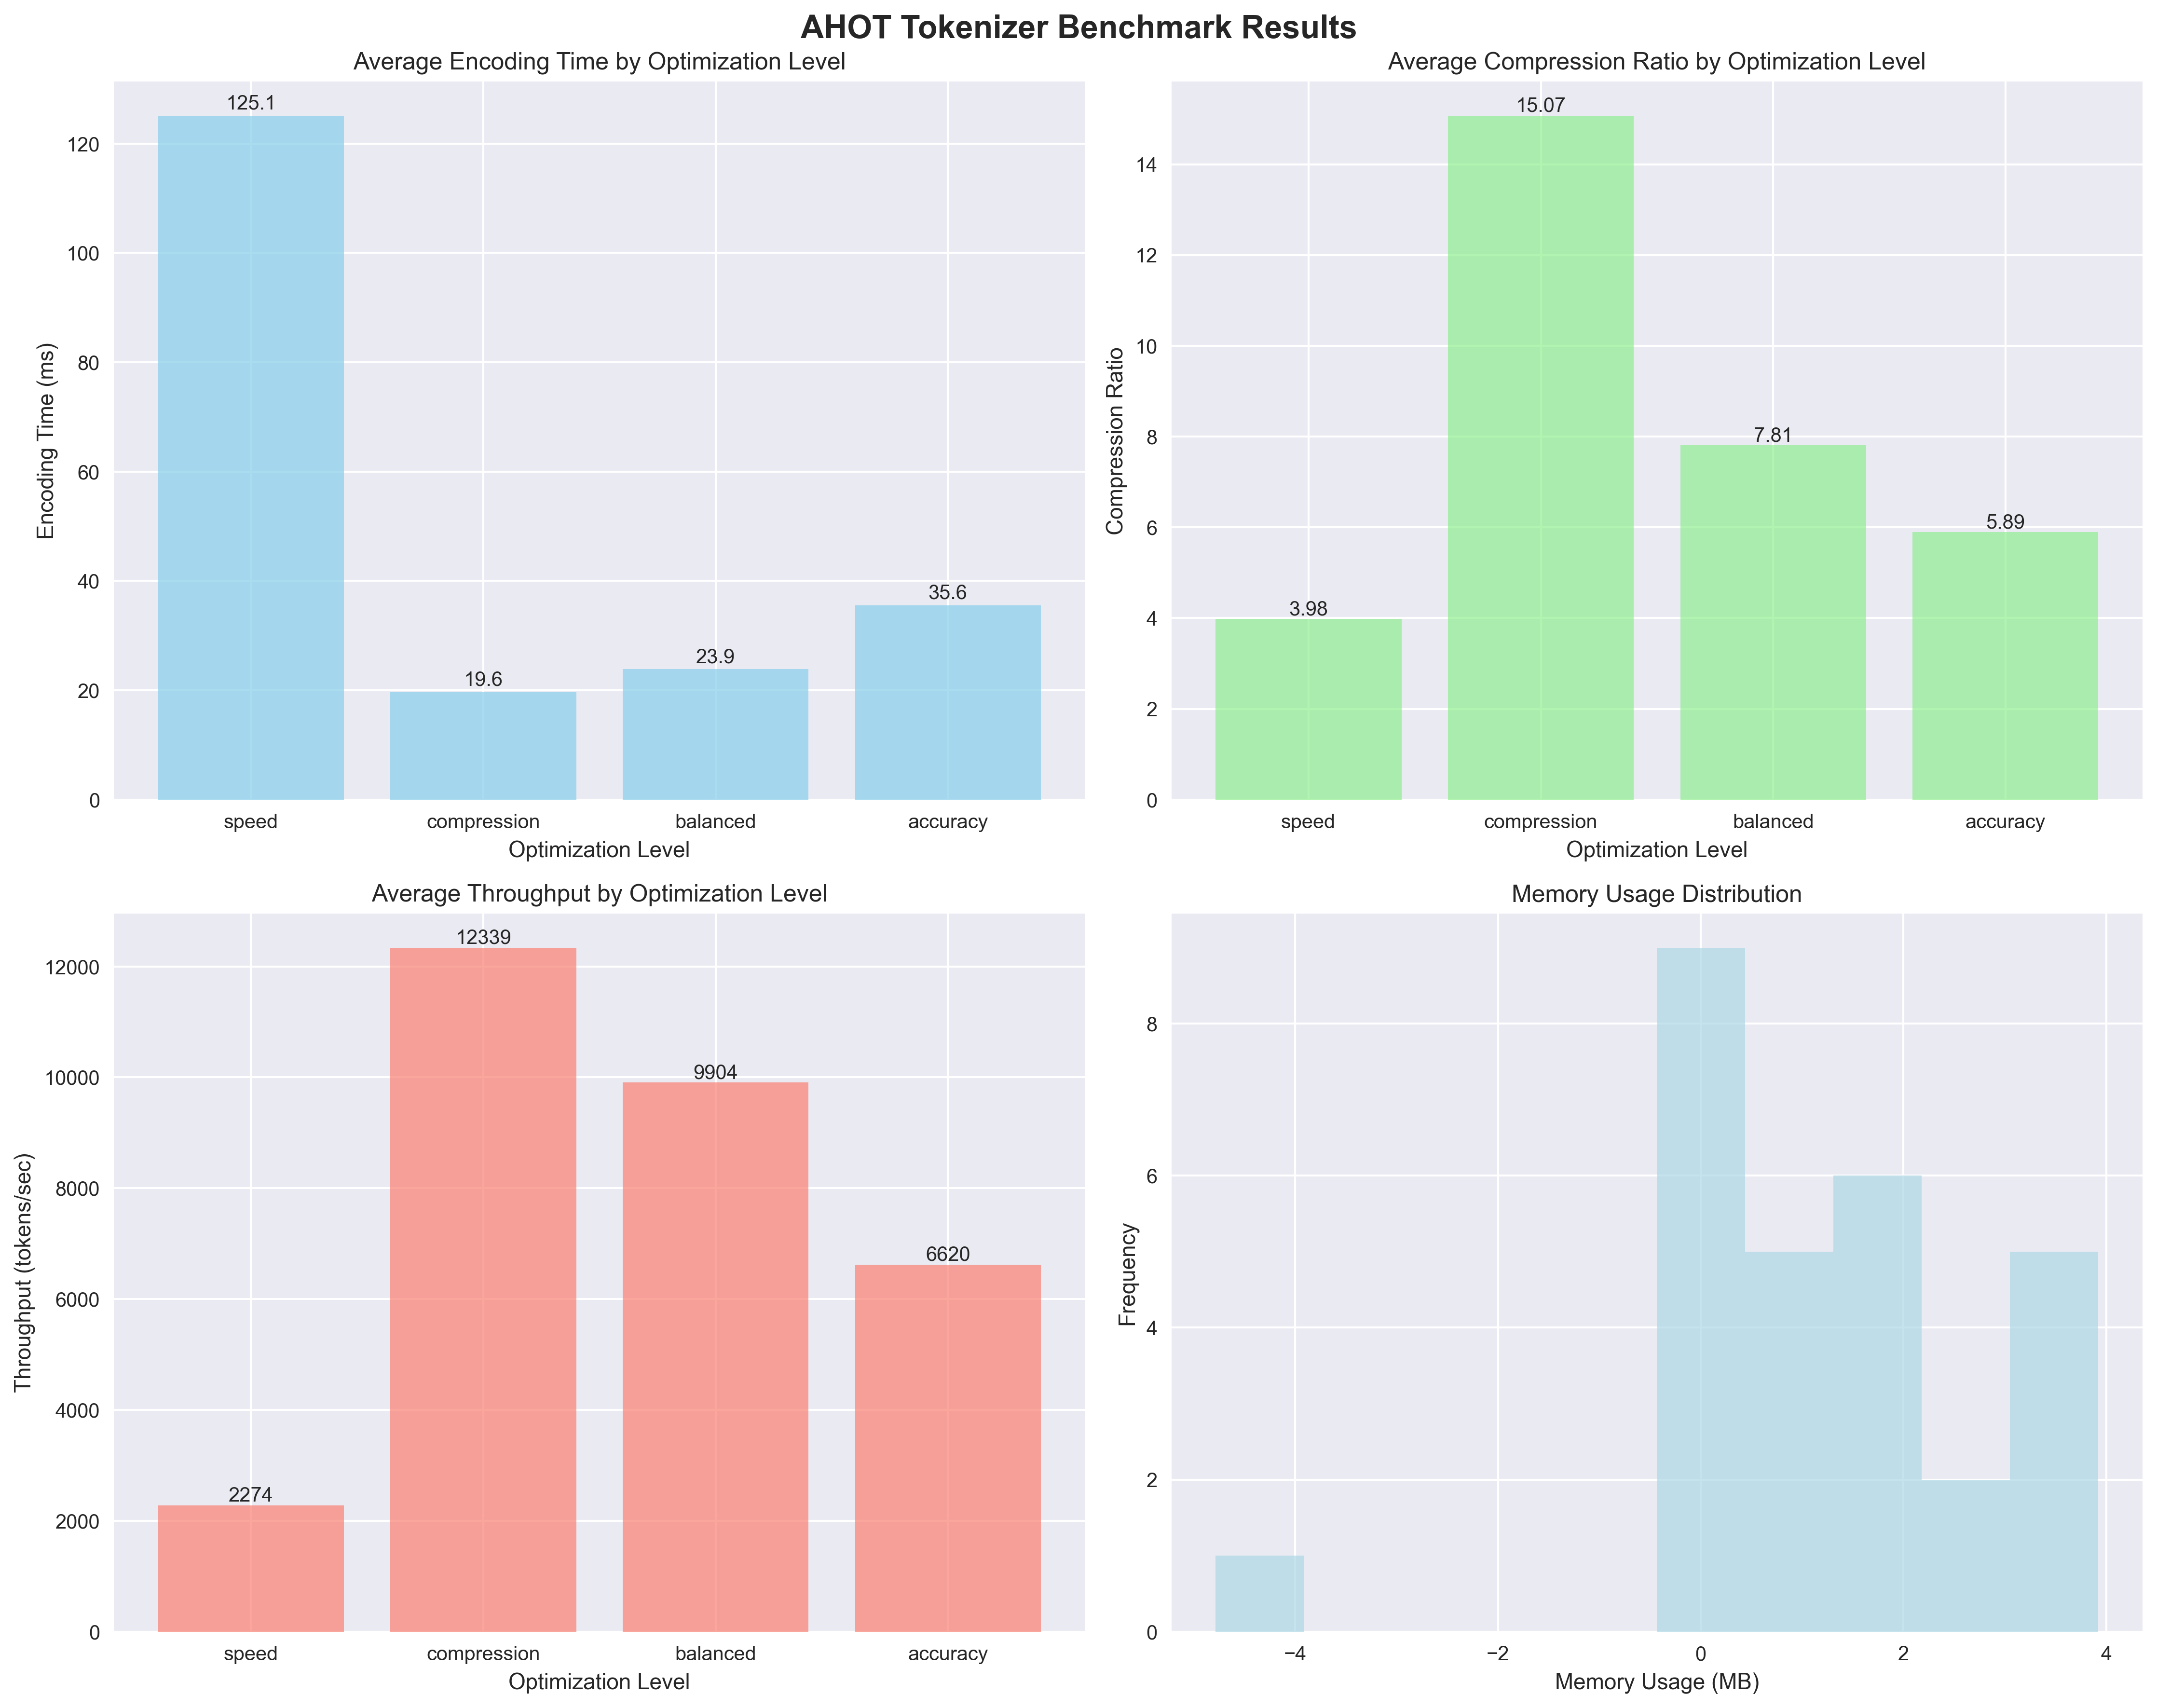 AHOT Tokenizer Benchmark Results
Average Encoding Time by Optimization Level
125.1
19.6
23.9
35.6
120
100
80
60
40
20
0
Encoding Time (ms)
speed
compression
balanced
accuracy
Optimization Level
Average Compression Ratio by Optimization Level
3.98
15.07
7.81
5.89
14
12
10
8
6
4
2
0
Compression Ratio
speed
compression
balanced
accuracy
Optimization Level
Average Throughput by Optimization Level
2274
12339
9904
6620
12000
10000
8000
6000
4000
2000
0
Throughput (tokens/sec)
speed
compression
balanced
accuracy
Optimization Level
Memory Usage Distribution
8
6
4
2
0
Frequency
−4
−2
0
2
4
Memory Usage (MB)